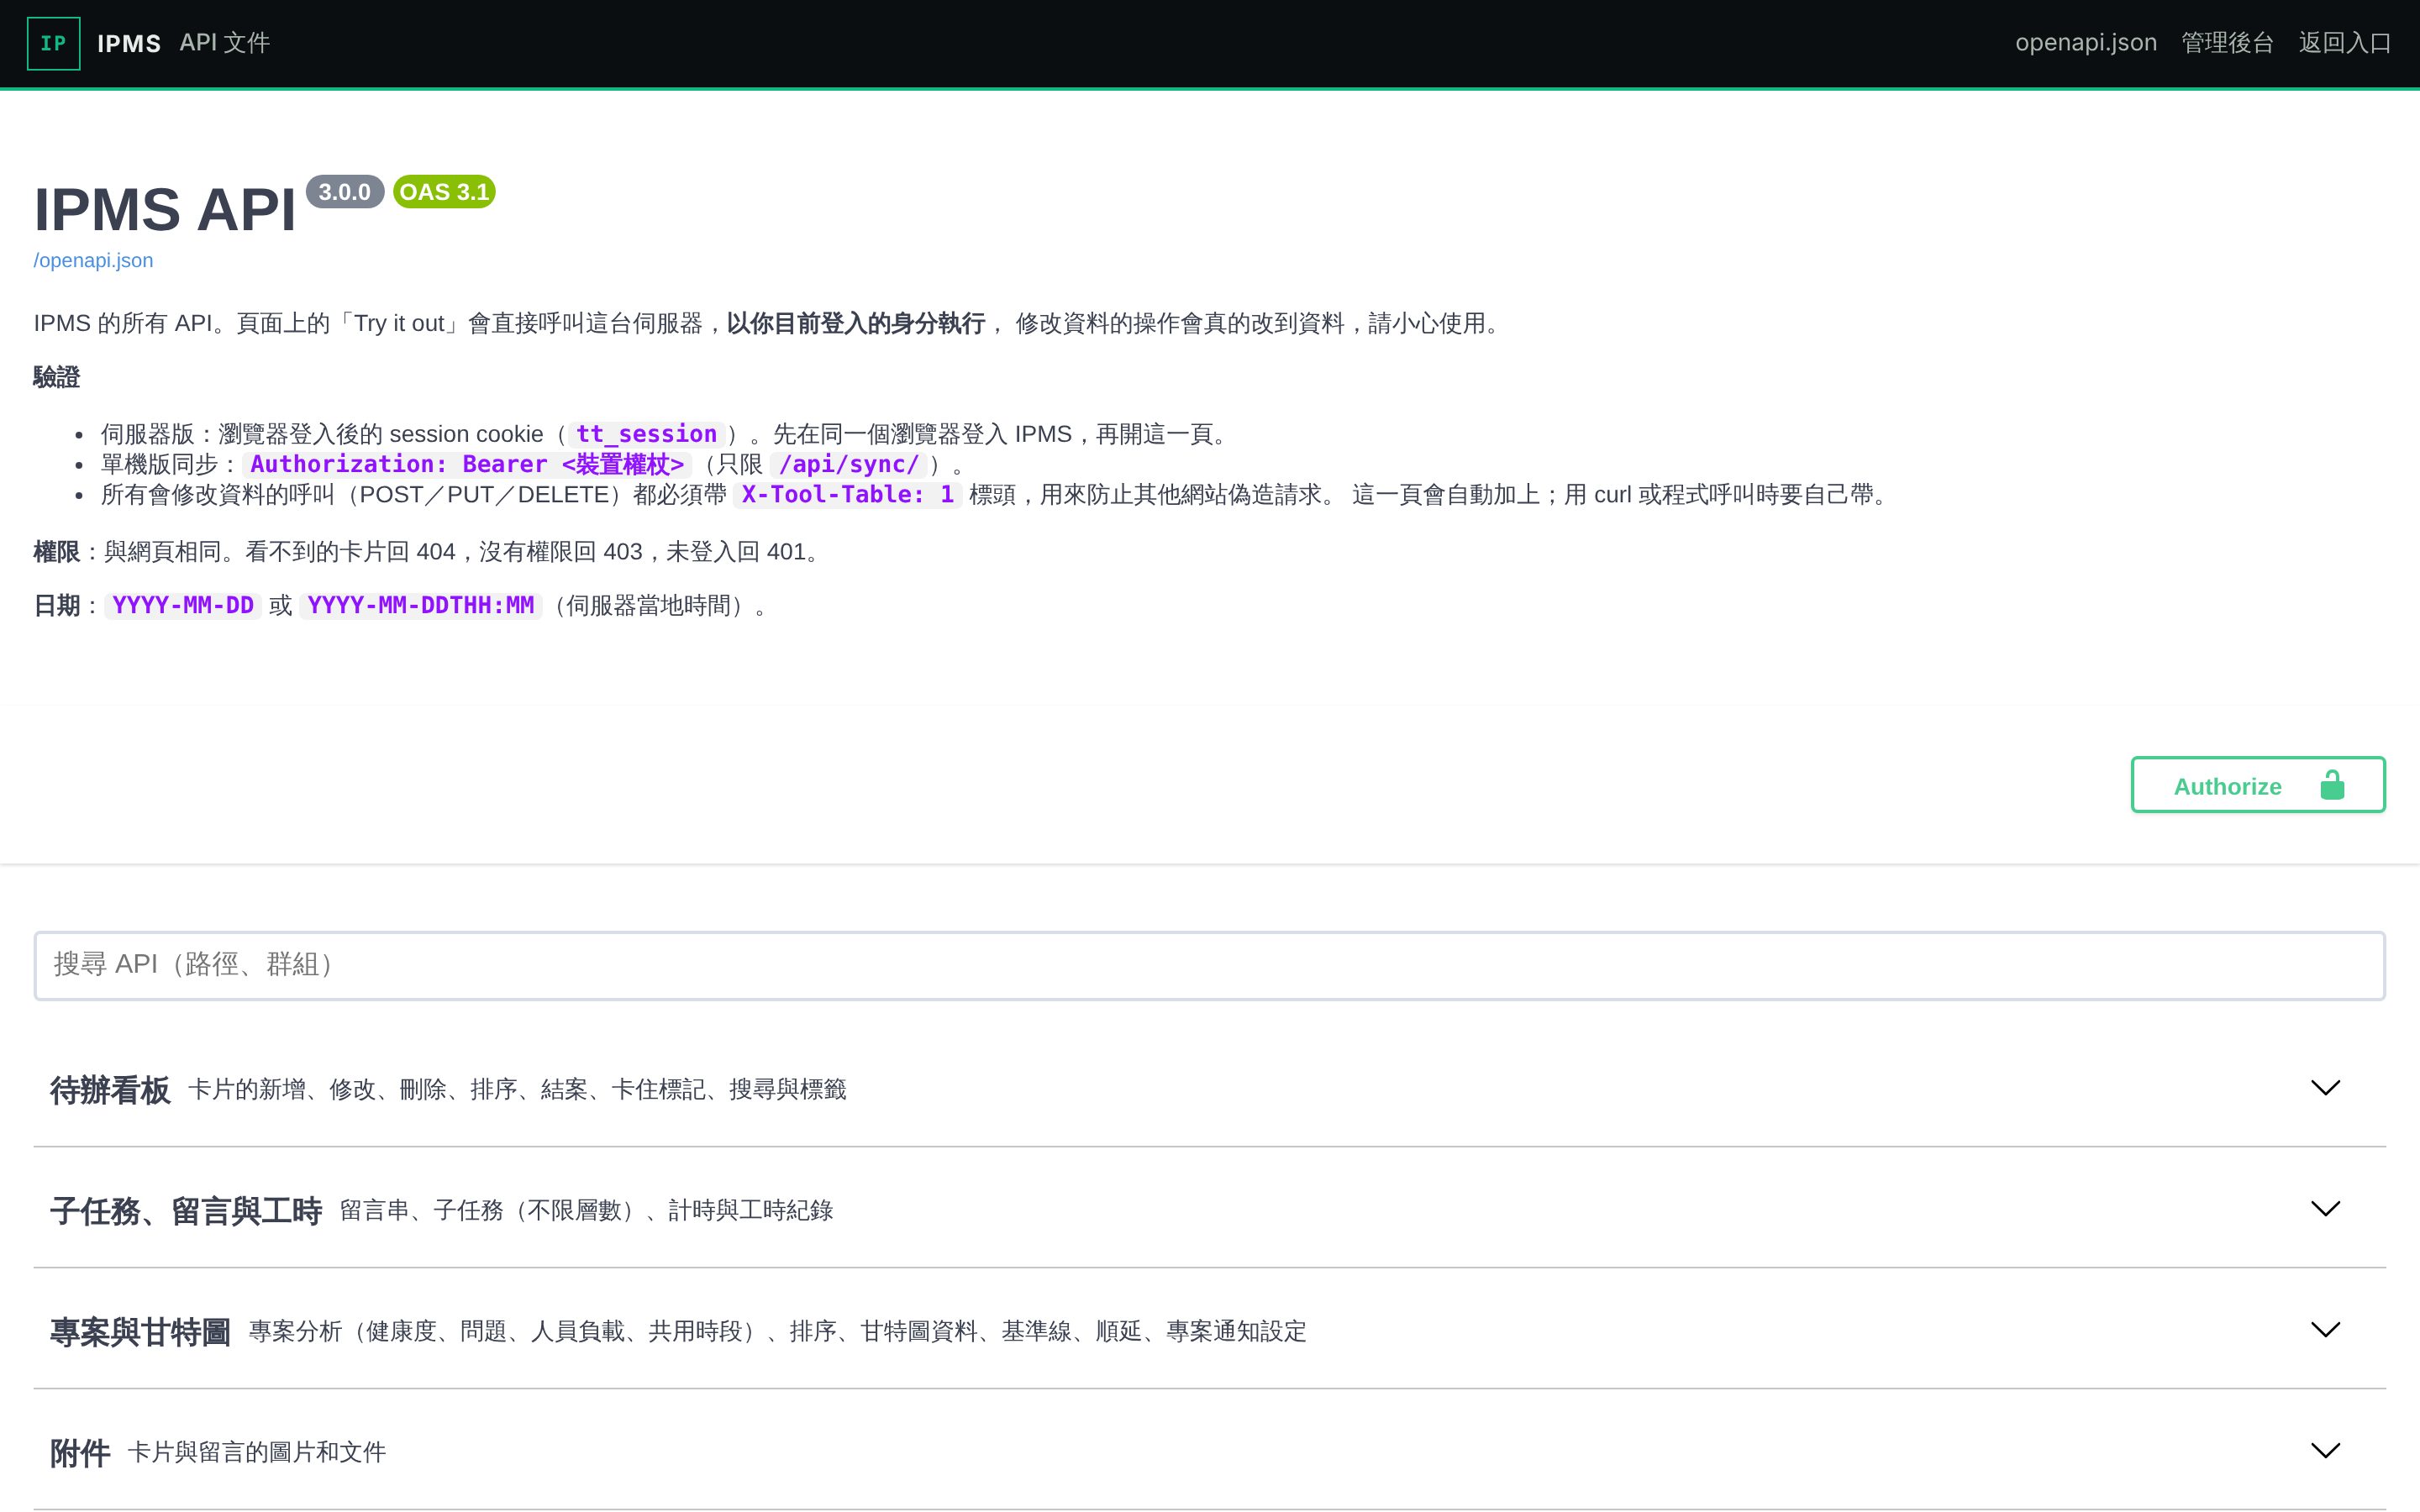 IP IPMS API 文件 openapi.json 管理後台 返回入口
IPMS API 3.0.0 OAS 3.1
/openapi.json
IPMS 的所有 API。頁面上的「Try it out」會直接呼叫這台伺服器，以你目前登入的身分執行， 修改資料的操作會真的改到資料，請小心使用。
驗證
• 伺服器版：瀏覽器登入後的 session cookie（tt_session）。先在同一個瀏覽器登入 IPMS，再開這一頁。
• 單機版同步：Authorization: Bearer <裝置權杖>（只限 /api/sync/）。
• 所有會修改資料的呼叫（POST／PUT／DELETE）都必須帶 X-Tool-Table: 1 標頭，用來防止其他網站偽造請求。 這一頁會自動加上；用 curl 或程式呼叫時要自己帶。
權限：與網頁相同。看不到的卡片回 404，沒有權限回 403，未登入回 401。
日期：YYYY-MM-DD 或 YYYY-MM-DDTHH:MM（伺服器當地時間）。
Authorize
搜尋 API（路徑、群組）
待辦看板 卡片的新增、修改、刪除、排序、結案、卡住標記、搜尋與標籤
子任務、留言與工時 留言串、子任務（不限層數）、計時與工時紀錄
專案與甘特圖 專案分析（健康度、問題、人員負載、共用時段）、排序、甘特圖資料、基準線、順延、專案通知設定
附件 卡片與留言的圖片和文件